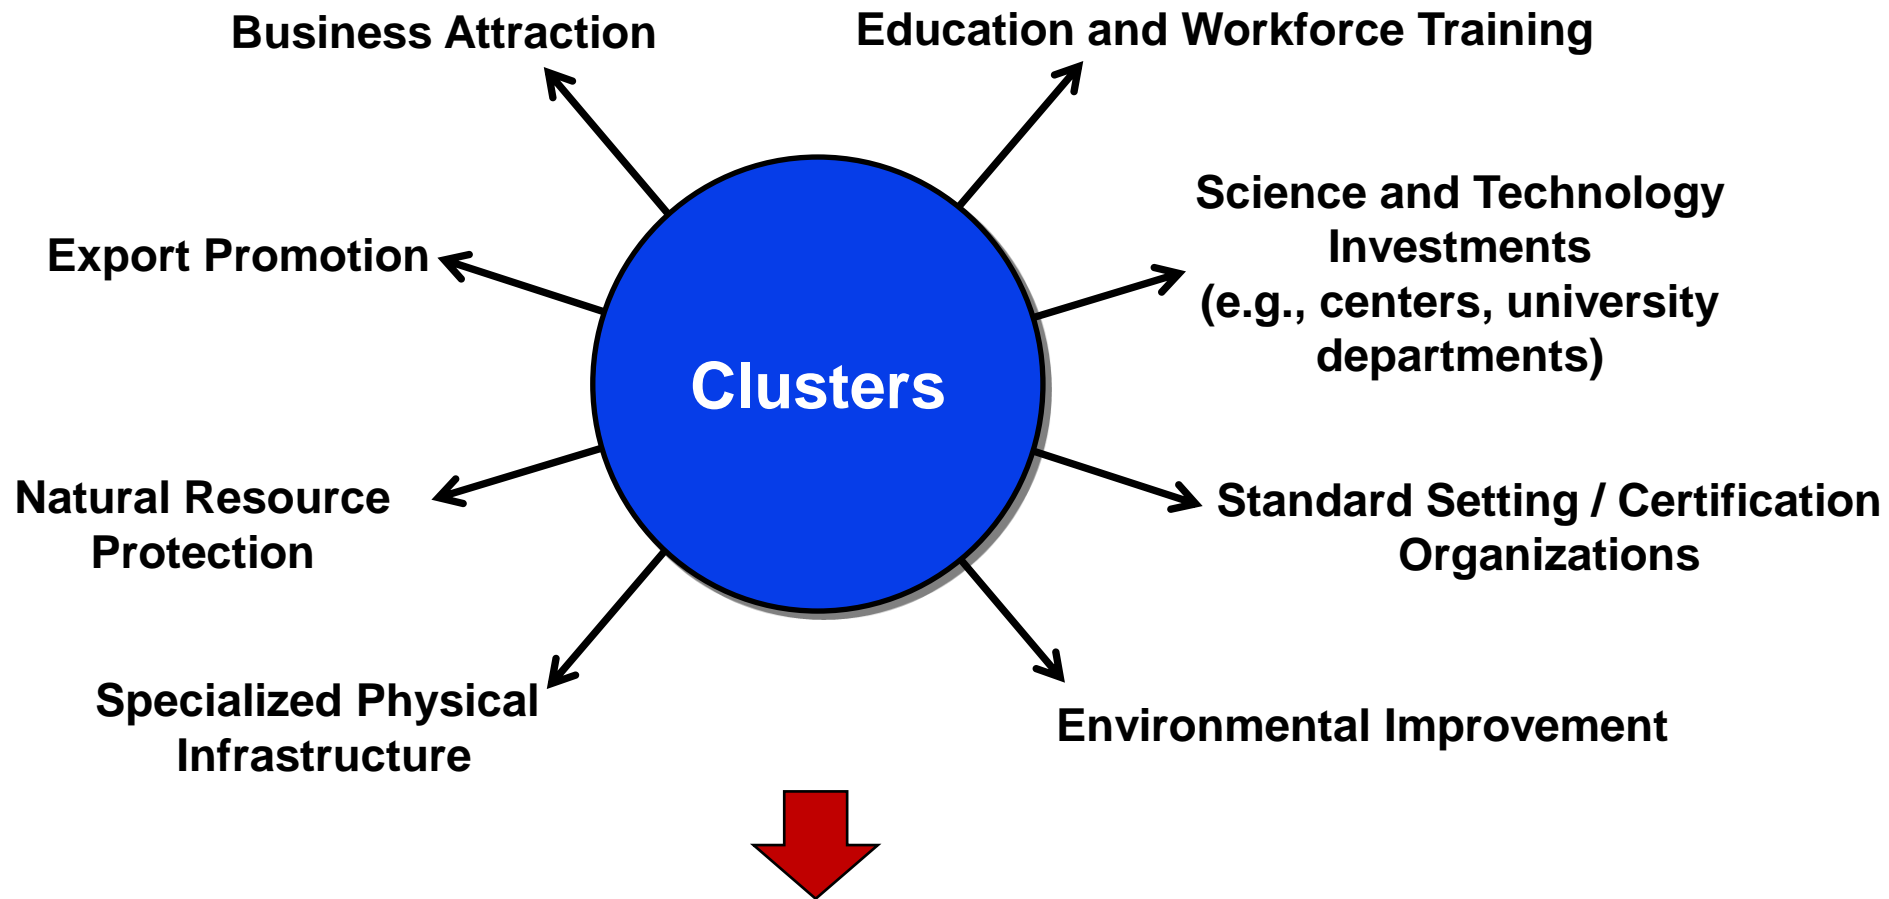 Business Attraction
Education and Workforce Training
Export Promotion
Science and Technology
Investments
(e.g., centers, university
departments)
Clusters
Natural Resource
Protection
Standard Setting / Certification
Organizations
Specialized Physical
Infrastructure
Environmental Improvement